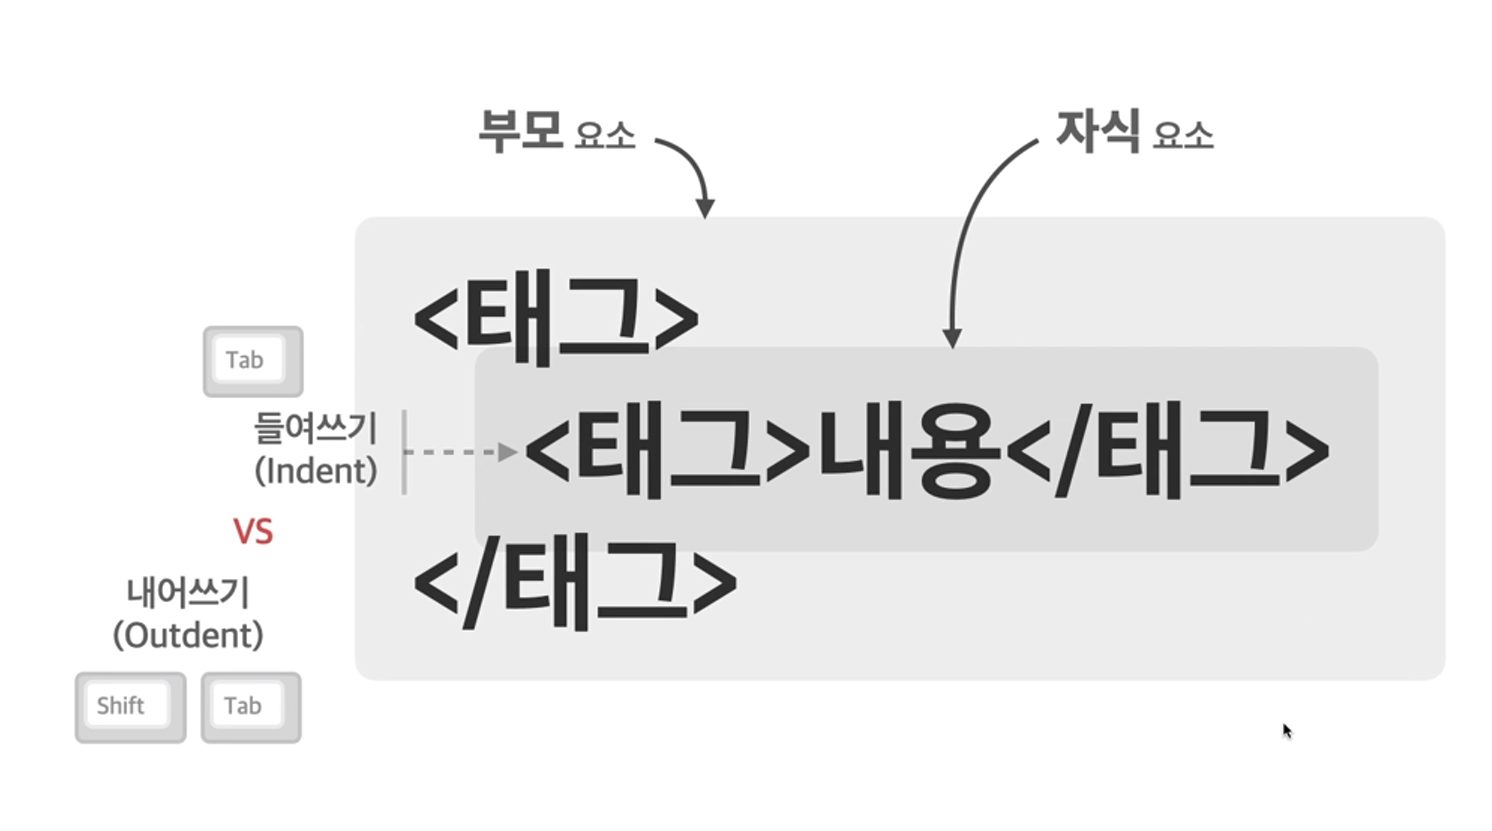 부모 요소
자식 요소
<태그>
<태그>내용</태그>
</태그>
Tab
들여쓰기
(Indent)
VS
내어쓰기
(Outdent)
Shift
Tab